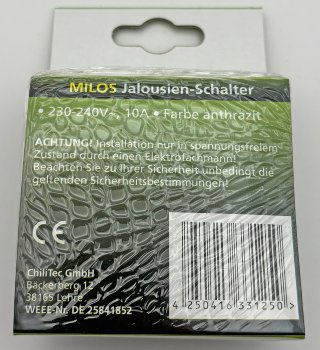 MILOS Jalousien-Schalter
• 230-240V~, 10A • Farbe anthrazit
ACHTUNG! Installation nur in spannungsfreiem
Zustand durch einen Elektrofachmann!
Beachten Sie zu Ihrer Sicherheit unbedingt die
geltenden Sicherheitsbestimmungen!
CE
ChiliTec GmbH
Bäckerberg 12
38165 Lehre
WEEE-Nr. DE 25841852
4 250416 331250 >